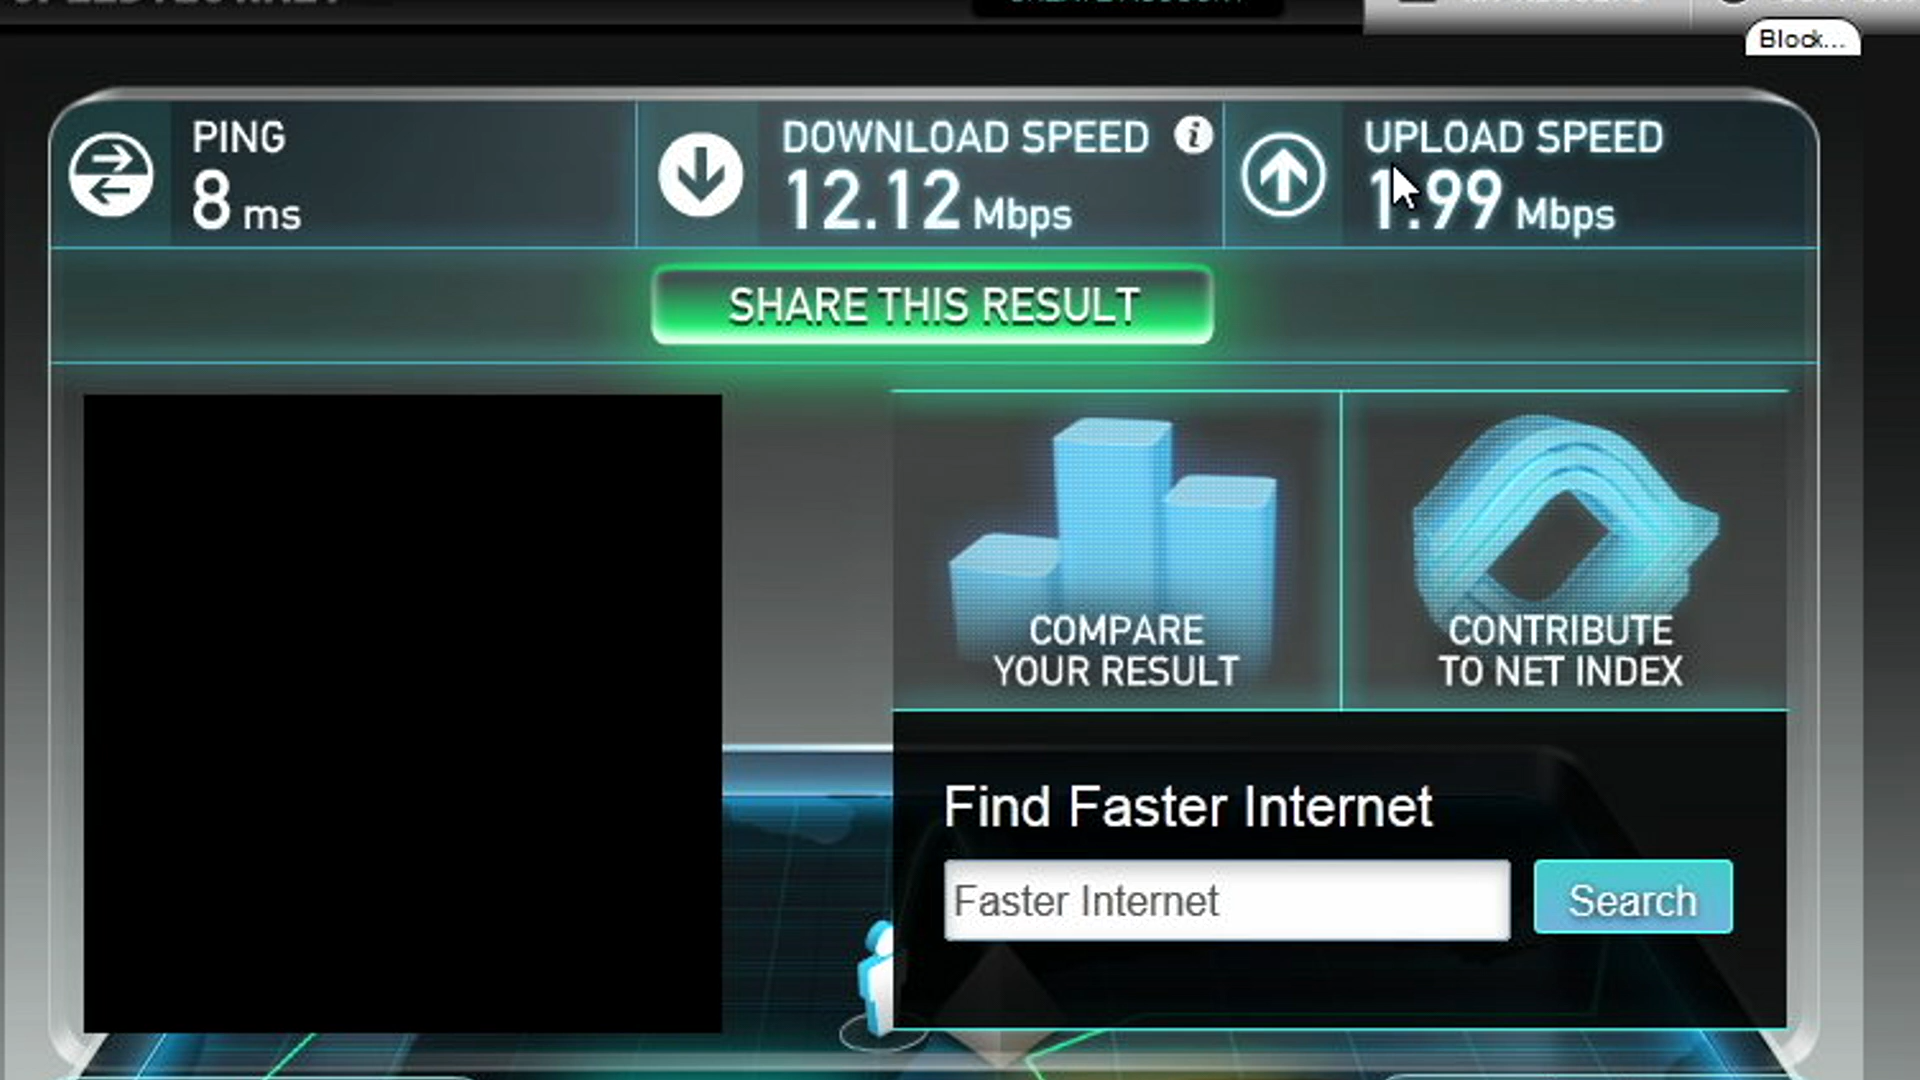 Block...
PING
8 ms
DOWNLOAD SPEED
12.12 Mbps
UPLOAD SPEED
1.99 Mbps
SHARE THIS RESULT
COMPARE
YOUR RESULT
CONTRIBUTE
TO NET INDEX
Find Faster Internet
Faster Internet
Search